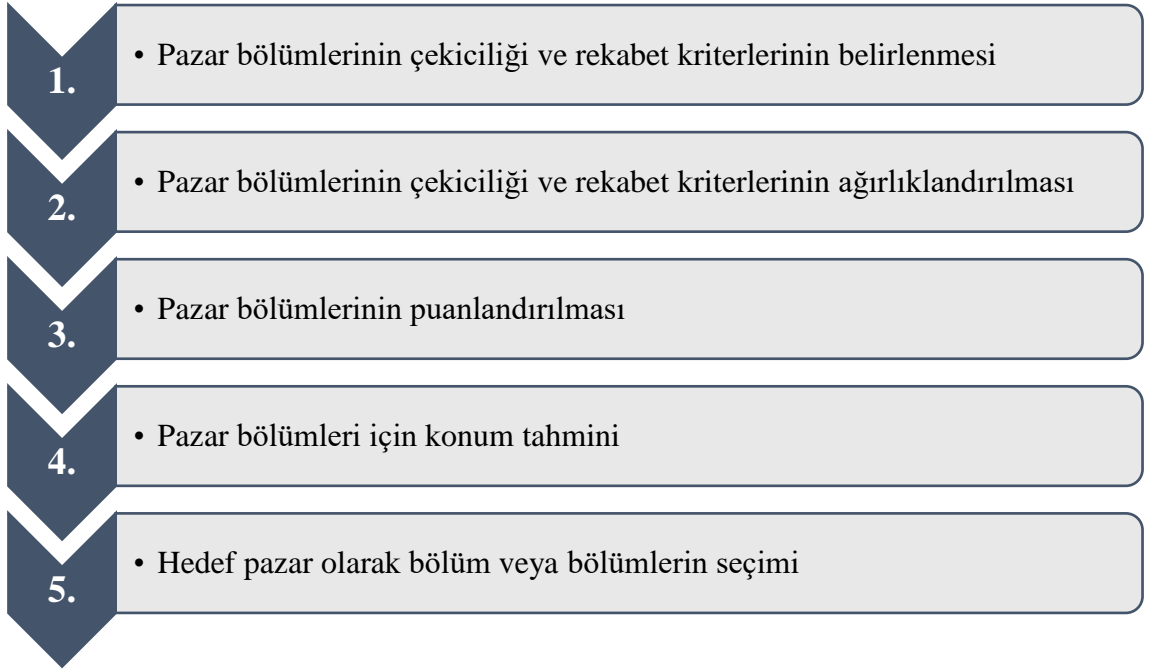 1.
• Pazar bölümlerinin çekiciliği ve rekabet kriterlerinin belirlenmesi
2.
• Pazar bölümlerinin çekiciliği ve rekabet kriterlerinin ağırlıklandırılması
3.
• Pazar bölümlerinin puanlandırılması
4.
• Pazar bölümleri için konum tahmini
5.
• Hedef pazar olarak bölüm veya bölümlerin seçimi